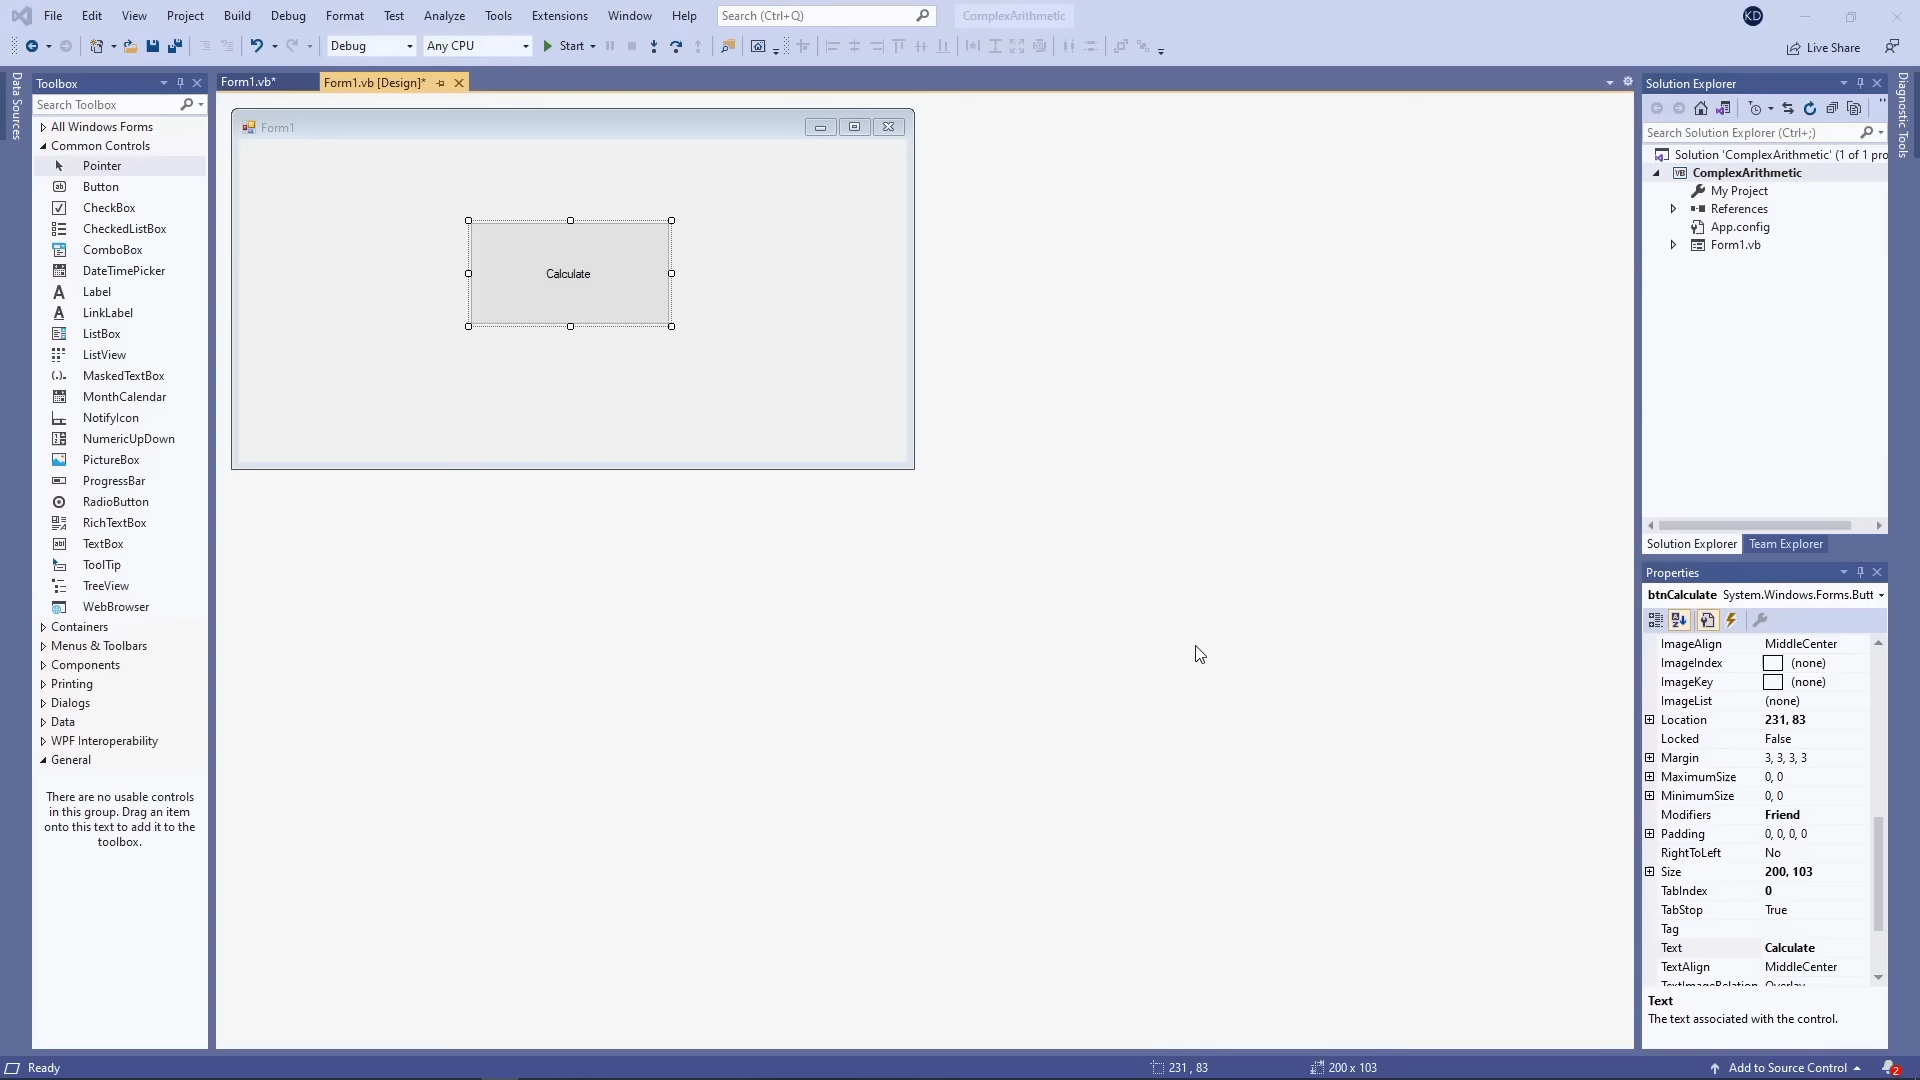 File Edit View Project Build Debug Format Test Analyze Tools Extensions Window Help Search (Ctrl+Q) ComplexArithmetic KD
Debug Any CPU Start Live Share
Data Sources
Toolbox
Search Toolbox
All Windows Forms
Common Controls
Pointer
Button
CheckBox
CheckedListBox
ComboBox
DateTimePicker
Label
LinkLabel
ListBox
ListView
MaskedTextBox
MonthCalendar
NotifyIcon
NumericUpDown
PictureBox
ProgressBar
RadioButton
RichTextBox
TextBox
ToolTip
TreeView
WebBrowser
Containers
Menus & Toolbars
Components
Printing
Dialogs
Data
WPF Interoperability
General
There are no usable controls
in this group. Drag an item
onto this text to add it to the
toolbox.
Form1.vb* Form1.vb [Design]*
Form1
Calculate
Solution Explorer
Search Solution Explorer (Ctrl+;)
Solution 'ComplexArithmetic' (1 of 1 pro
VB ComplexArithmetic
My Project
References
App.config
Form1.vb
Solution Explorer Team Explorer
Properties
btnCalculate System.Windows.Forms.Butt
ImageAlign MiddleCenter
ImageIndex (none)
ImageKey (none)
ImageList (none)
Location 231, 83
Locked False
Margin 3, 3, 3, 3
MaximumSize 0, 0
MinimumSize 0, 0
Modifiers Friend
Padding 0, 0, 0, 0
RightToLeft No
Size 200, 103
TabIndex 0
TabStop True
Tag
Text Calculate
TextAlign MiddleCenter
TextImageRelation Overlay
Text
The text associated with the control.
Diagnostic Tools
Ready 231 , 83 200 x 103 Add to Source Control 2